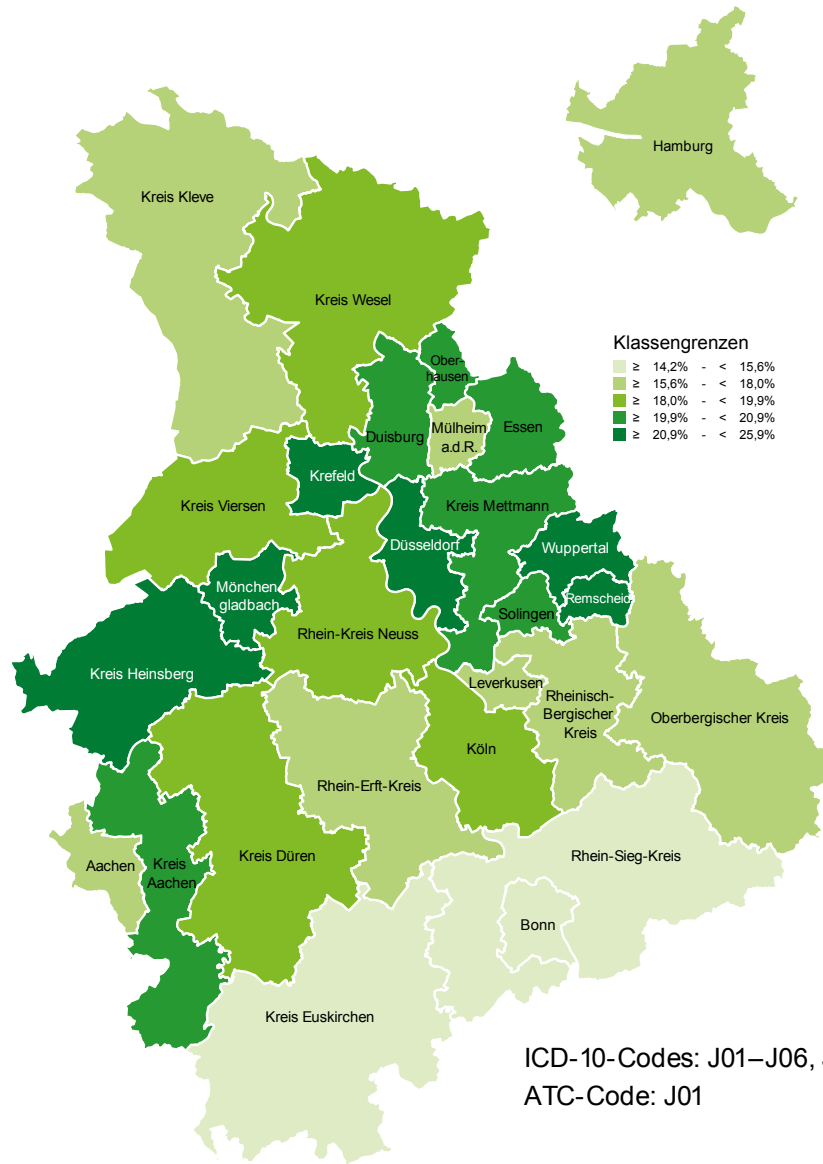 Hamburg
Kreis Kleve
Kreis Wesel
Klassengrenzen
≥ 14,2% - < 15,6%
≥ 15,6% - < 18,0%
≥ 18,0% - < 19,9%
≥ 19,9% - < 20,9%
≥ 20,9% - < 25,9%
Ober-
hausen
Duisburg
Mülheim
a.d.R.
Essen
Krefeld
Kreis Viersen
Kreis Mettmann
Düsseldorf
Wuppertal
Mönchen
gladbach
Remscheid
Solingen
Rhein-Kreis Neuss
Kreis Heinsberg
Leverkusen
Rheinisch-
Bergischer
Kreis
Oberbergischer Kreis
Köln
Rhein-Erft-Kreis
Kreis Düren
Rhein-Sieg-Kreis
Aachen
Kreis
Aachen
Bonn
Kreis Euskirchen
ICD-10-Codes: J01–J06,
ATC-Code: J01